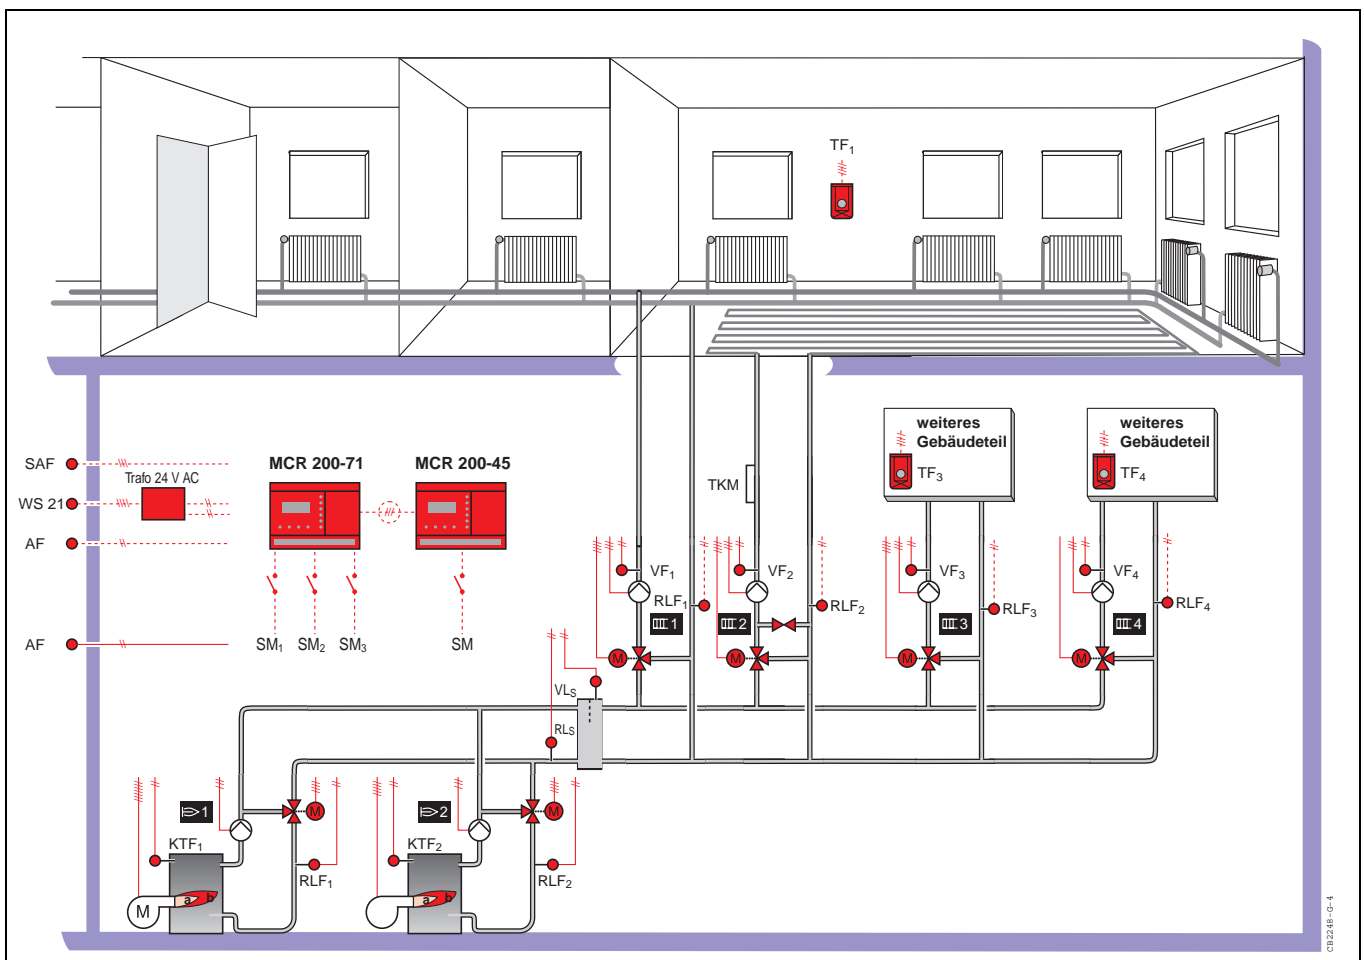 TF₁
weiteres
Gebäudeteil
TF₃
weiteres
Gebäudeteil
TF₄
SAF
Trafo 24 V AC
MCR 200-71
MCR 200-45
WS 21
TKM
AF
VF₁
VF₂
VF₃
VF₄
RLF₁
RLF₂
RLF₃
RLF₄
1
2
3
4
AF
SM₁
SM₂
SM₃
SM
M
M
M
M
VLS
RLS
1
M
2
M
KTF₁
KTF₂
RLF₁
RLF₂
a b
a b
M
CB224B-G-4